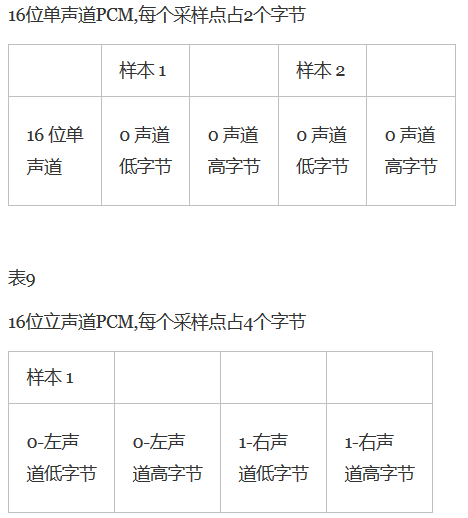 16位单声道PCM,每个采样点占2个字节
样本 1 样本 2
16 位单 0 声道 0 声道 0 声道 0 声道
声道 低字节 高字节 低字节 高字节
表9
16位立声道PCM,每个采样点占4个字节
样本 1
0-左声 0-左声 1-右声 1-右声
道低字节 道高字节 道低字节 道高字节